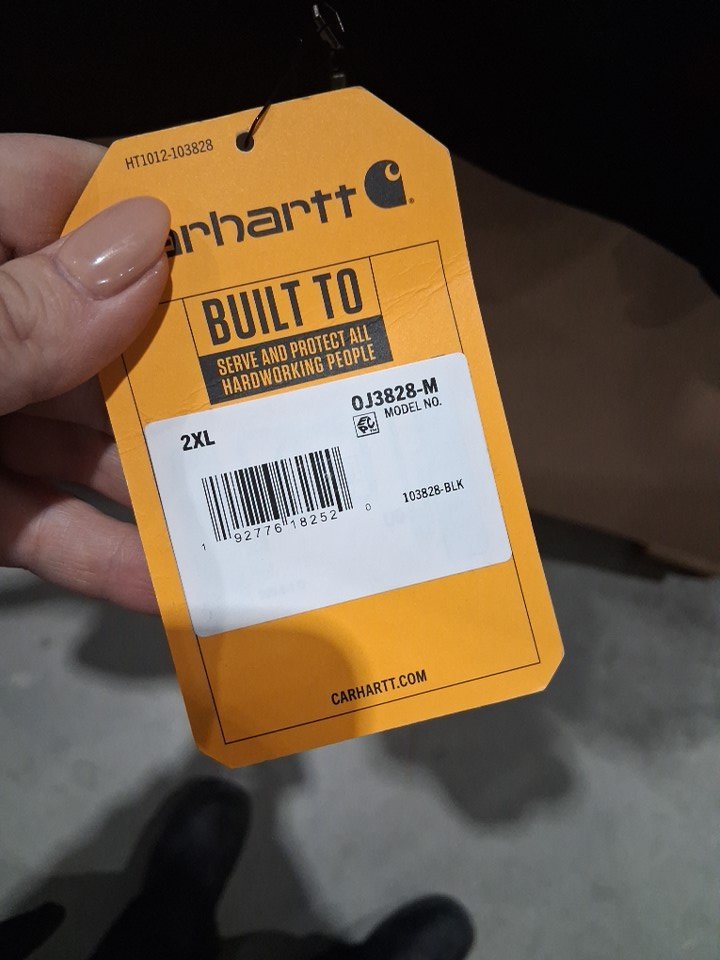 HT1012-103828
arhartt
BUILT TO
SERVE AND PROTECT ALL
HARDWORKING PEOPLE
2XL
OJ3828-M
MODEL NO.
103828-BLK
1 92776 18252 0
CARHARTT.COM